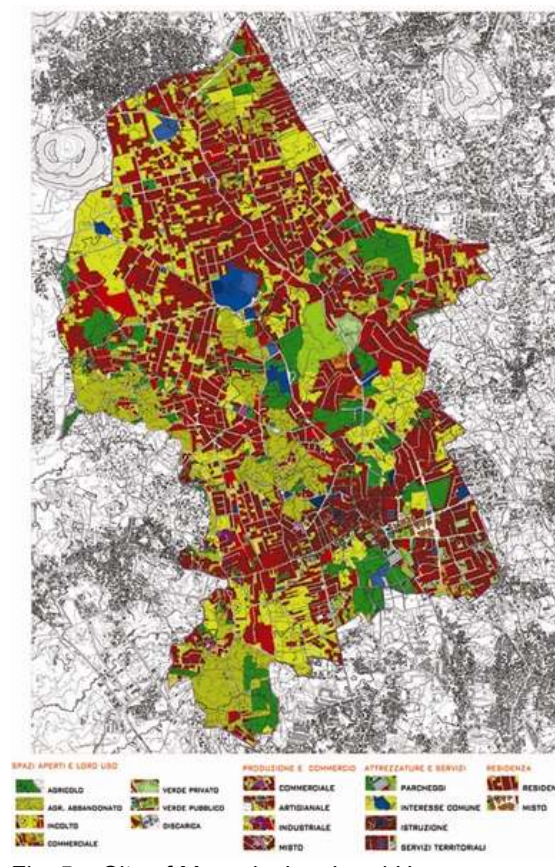 SPAZI APERTI E LORO USO
AGRICOLO
AGR. ABBANDONATO
INCOLTO
COMMERCIALE
VERDE PRIVATO
VERDE PUBBLICO
DISCARICA
PRODUZIONE E COMMERCIO
COMMERCIALE
ARTIGIANALE
INDUSTRIALE
MISTO
ATTREZZATURE E SERVIZI
PARCHEGGI
INTERESSE COMUNE
ISTRUZIONE
SERVIZI TERRITORIALI
RESIDENZA
RESIDEN
MISTO